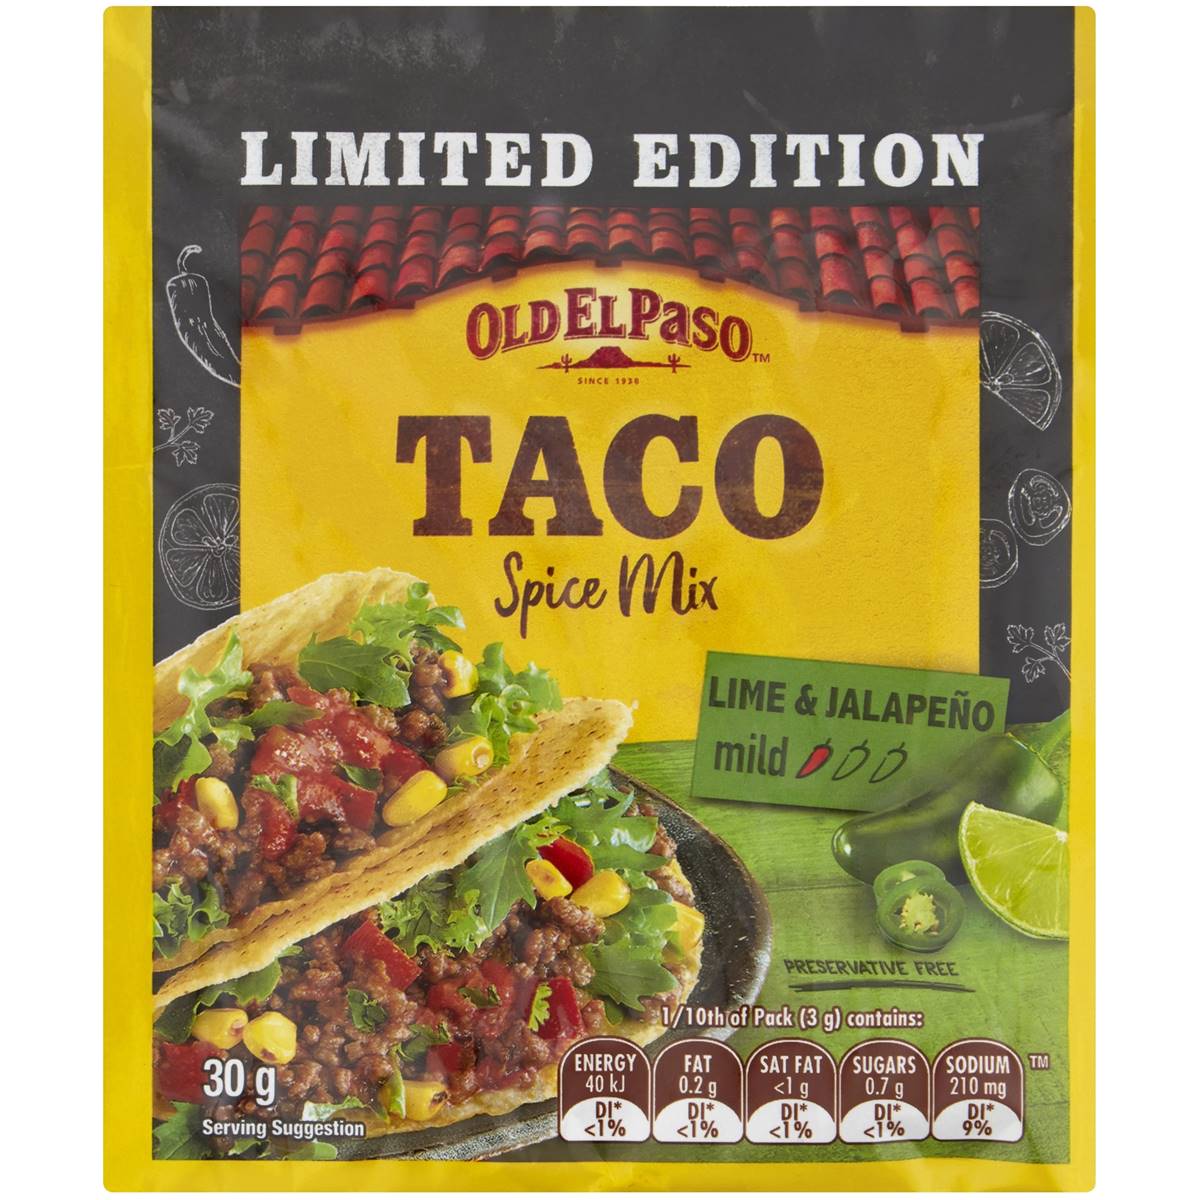 LIMITED EDITION
OLD EL PASO™
SINCE 1938
TACO
Spice Mix
LIME & JALAPEÑO
mild
PRESERVATIVE FREE
1/10th of Pack (3 g) contains:
ENERGY 40 kJ DI* <1%
FAT 0.2 g DI* <1%
SAT FAT <1 g DI* <1%
SUGARS 0.7 g DI* <1%
SODIUM 210 mg DI* 9%
™
30 g
Serving Suggestion